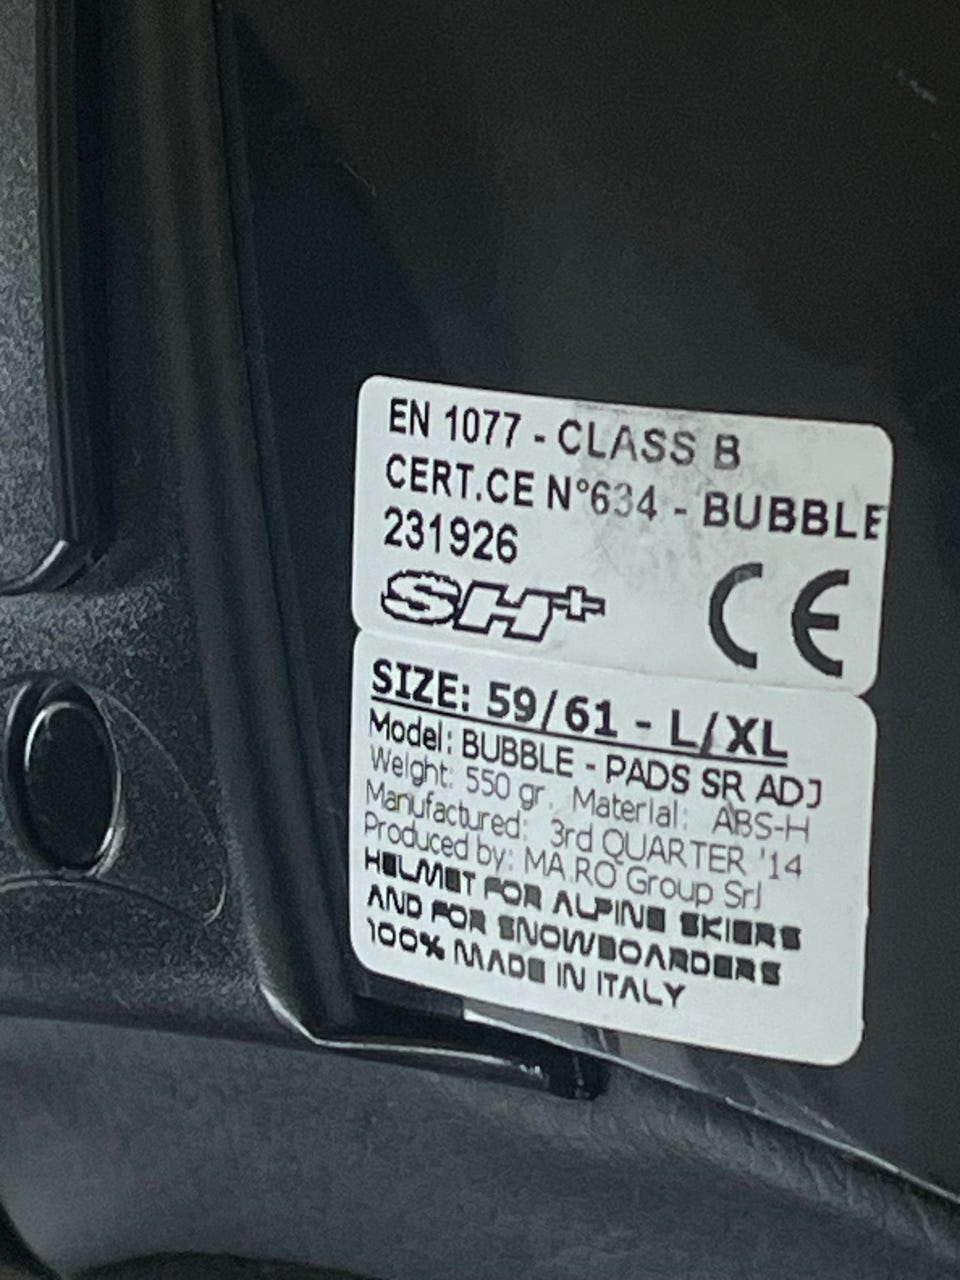 EN 1077 - CLASS B
CERT.CE N°634 - BUBBLE
231926
SH+ CE
SIZE: 59/61 - L/XL
Model: BUBBLE - PADS SR ADJ
Weight: 550 gr. Material: ABS-H
Manufactured: 3rd QUARTER '14
Produced by: MA.RO Group Srl
HELMET FOR ALPINE SKIERS
AND FOR SNOWBOARDERS
100% MADE IN ITALY